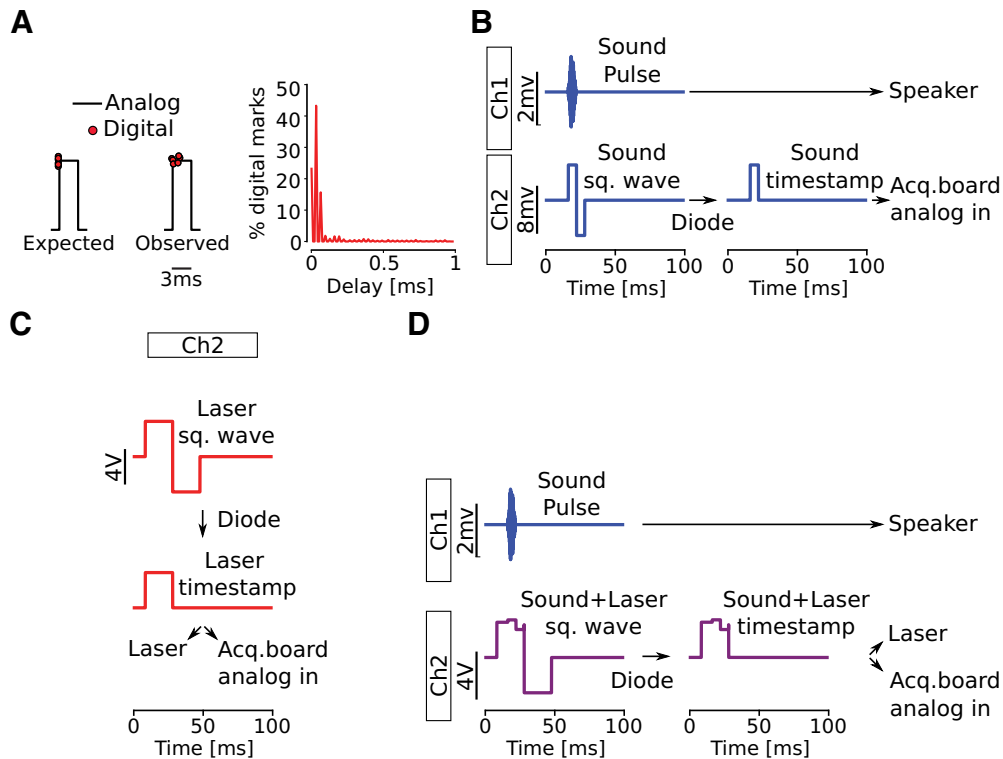 A
Analog
Digital
Expected
Observed
3ms
% digital marks
50
40
30
20
10
0
0
0.5
1
Delay [ms]
B
Ch1
2mv
Sound
Pulse
Speaker
Ch2
8mv
Sound
sq. wave
Diode
Sound
timestamp
Acq.board
analog in
0
50
100
Time [ms]
0
50
100
Time [ms]
C
Ch2
4V
Laser
sq. wave
Diode
Laser
timestamp
Laser
Acq.board
analog in
0
50
100
Time [ms]
D
Ch1
2mv
Sound
Pulse
Speaker
Ch2
4V
Sound+Laser
sq. wave
Diode
Sound+Laser
timestamp
Laser
Acq.board
analog in
0
50
100
Time [ms]
0
50
100
Time [ms]